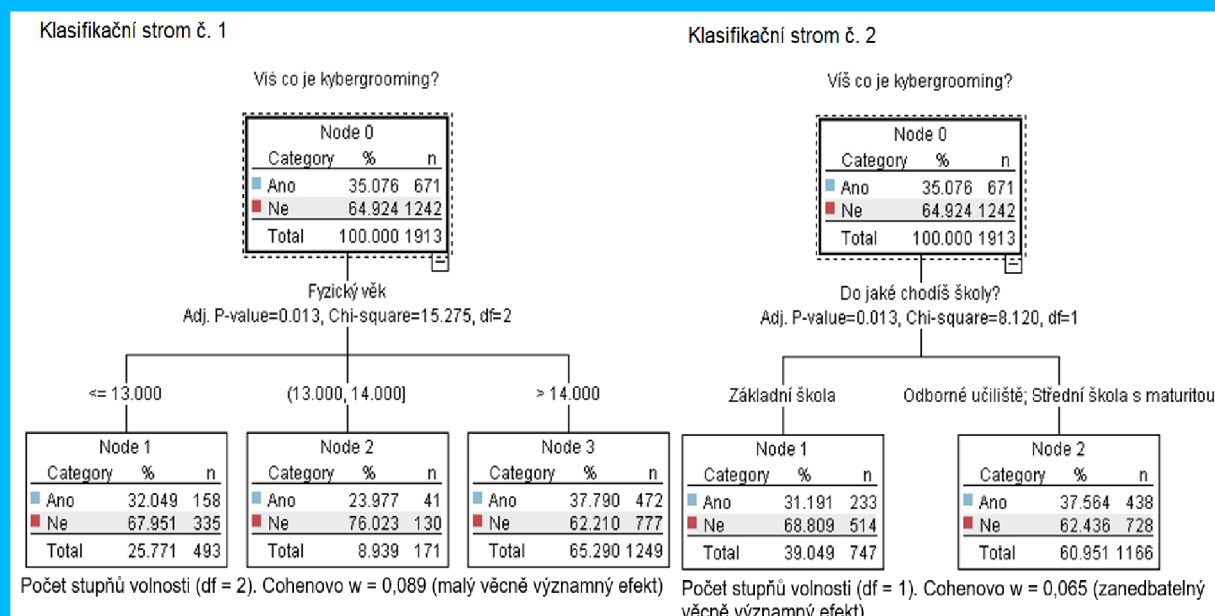 Klasifikační strom č. 1
Víš co je kybergrooming?
Node 0
Category % n
Ano 35.076 671
Ne 64.924 1242
Total 100.000 1913
Fyzický věk
Adj. P-value=0.013, Chi-square=15.275, df=2
<= 13.000
(13.000, 14.000]
> 14.000
Node 1
Category % n
Ano 32.049 158
Ne 67.951 335
Total 25.771 493
Node 2
Category % n
Ano 23.977 41
Ne 76.023 130
Total 8.939 171
Node 3
Category % n
Ano 37.790 472
Ne 62.210 777
Total 65.290 1249
Počet stupňů volnosti (df = 2). Cohenovo w = 0,089 (malý věcně významný efekt)
Klasifikační strom č. 2
Víš co je kybergrooming?
Node 0
Category % n
Ano 35.076 671
Ne 64.924 1242
Total 100.000 1913
Do jaké chodíš školy?
Adj. P-value=0.013, Chi-square=8.120, df=1
Základní škola
Odborné učiliště; Střední škola s maturitou
Node 1
Category % n
Ano 31.191 233
Ne 68.809 514
Total 39.049 747
Node 2
Category % n
Ano 37.564 438
Ne 62.436 728
Total 60.951 1166
Počet stupňů volnosti (df = 1). Cohenovo w = 0,065 (zanedbatelný
věcně významný efekt)